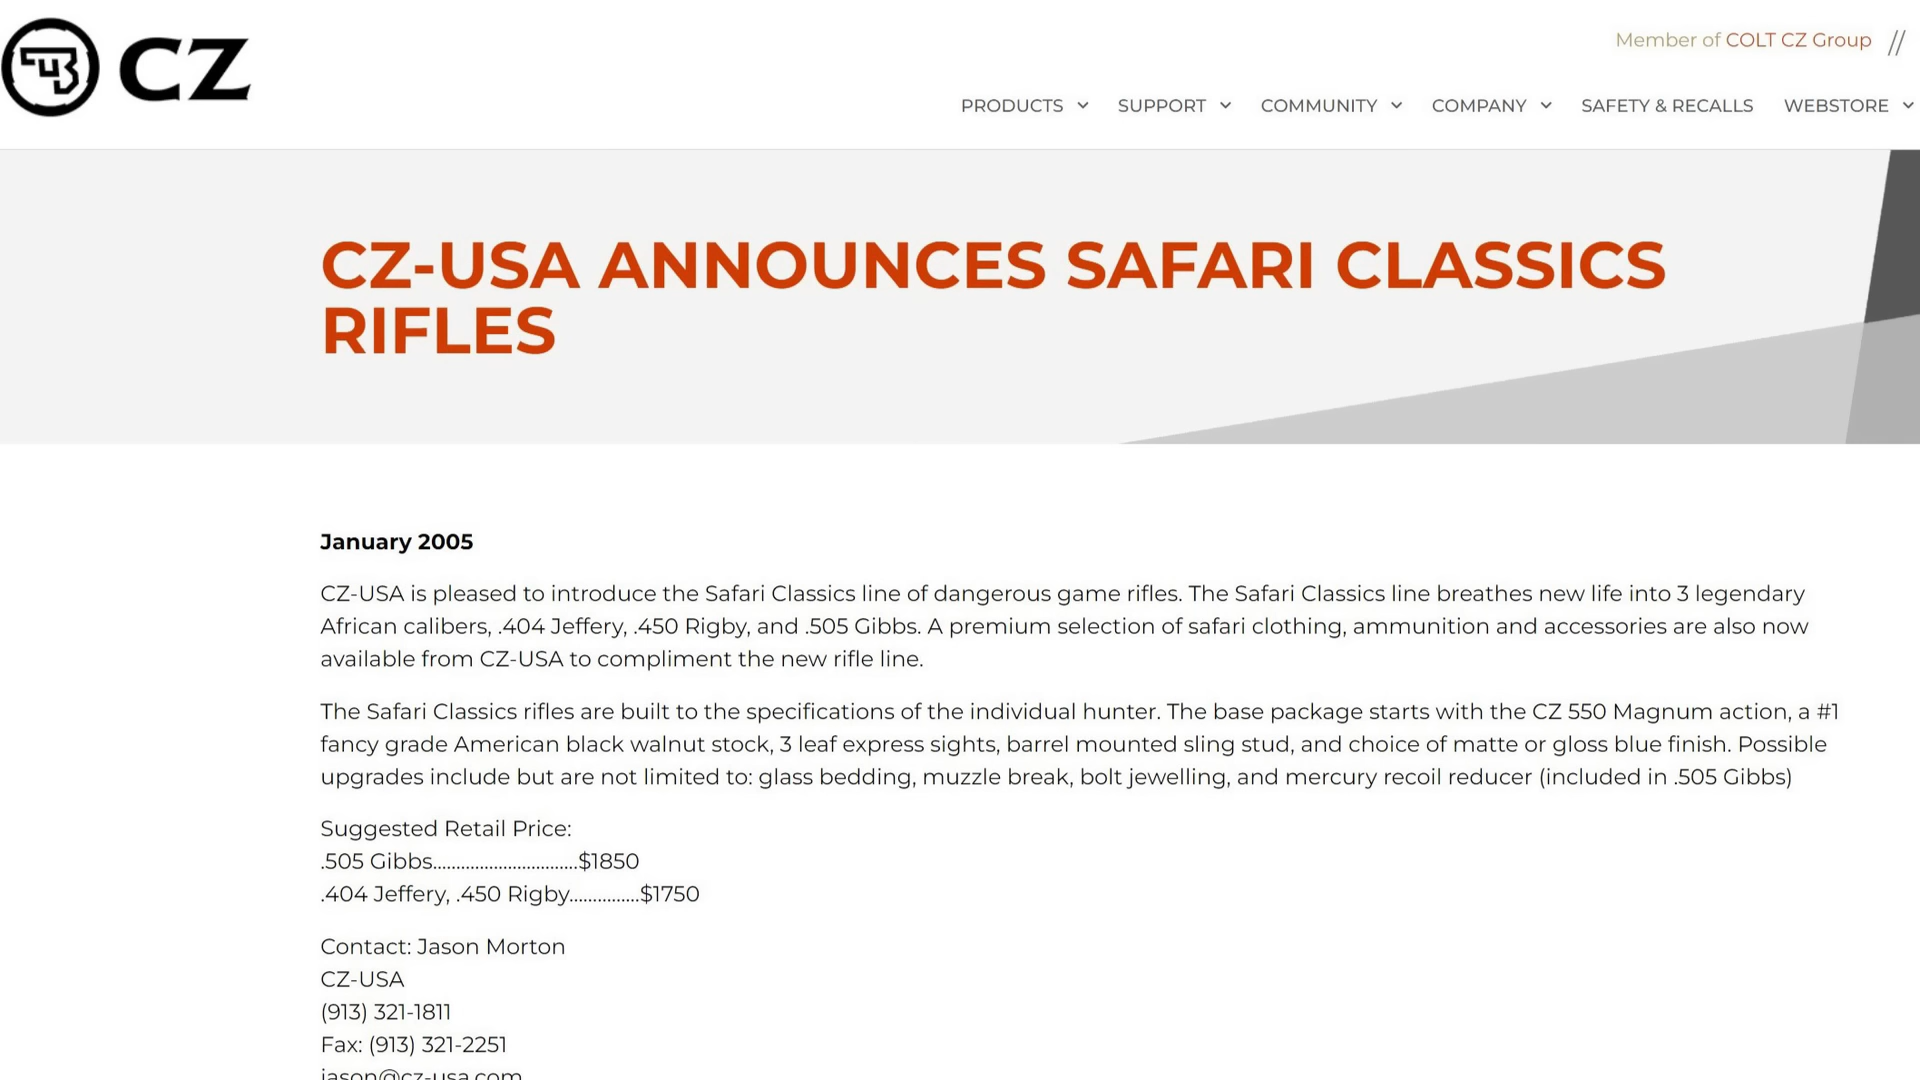 CZ
Member of COLT CZ Group //
PRODUCTS SUPPORT COMMUNITY COMPANY SAFETY & RECALLS WEBSTORE
CZ-USA ANNOUNCES SAFARI CLASSICS
RIFLES
January 2005
CZ-USA is pleased to introduce the Safari Classics line of dangerous game rifles. The Safari Classics line breathes new life into 3 legendary
African calibers, .404 Jeffery, .450 Rigby, and .505 Gibbs. A premium selection of safari clothing, ammunition and accessories are also now
available from CZ-USA to compliment the new rifle line.
The Safari Classics rifles are built to the specifications of the individual hunter. The base package starts with the CZ 550 Magnum action, a #1
fancy grade American black walnut stock, 3 leaf express sights, barrel mounted sling stud, and choice of matte or gloss blue finish. Possible
upgrades include but are not limited to: glass bedding, muzzle break, bolt jewelling, and mercury recoil reducer (included in .505 Gibbs)
Suggested Retail Price:
.505 Gibbs...............................$1850
.404 Jeffery, .450 Rigby...............$1750
Contact: Jason Morton
CZ-USA
(913) 321-1811
Fax: (913) 321-2251
jason@cz-usa.com